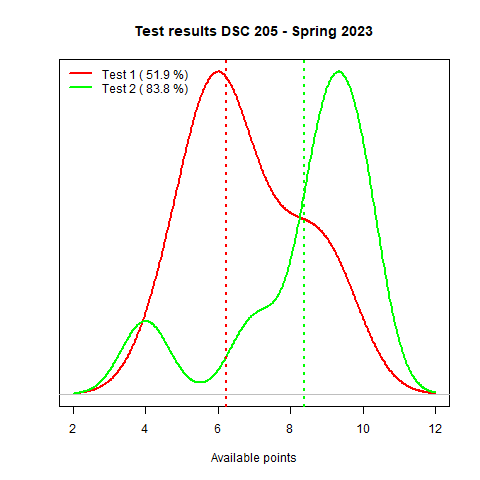 Test results DSC 205 - Spring 2023
Test 1 ( 51.9 %)
Test 2 ( 83.8 %)
2 4 6 8 10 12
Available points